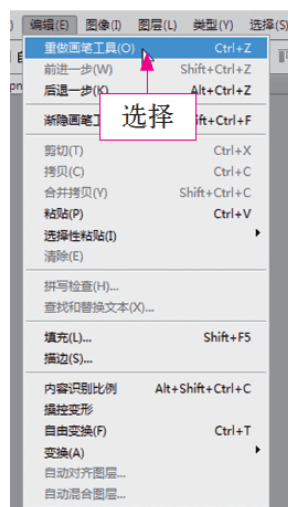 ) 编辑(E) 图像(I) 图层(L) 类型(Y) 选择(S)
重做画笔工具(O) Ctrl+Z
前进一步(W) Shift+Ctrl+Z
后退一步(K) Alt+Ctrl+Z
渐隐画笔工 ift+Ctrl+F
选择
剪切(T) Ctrl+X
拷贝(C) Ctrl+C
合并拷贝(Y) Shift+Ctrl+C
粘贴(P) Ctrl+V
选择性粘贴(I)
清除(E)
拼写检查(H)...
查找和替换文本(X)...
填充(L)... Shift+F5
描边(S)...
内容识别比例 Alt+Shift+Ctrl+C
操控变形
自由变换(F) Ctrl+T
变换(A)
自动对齐图层...
自动混合图层...